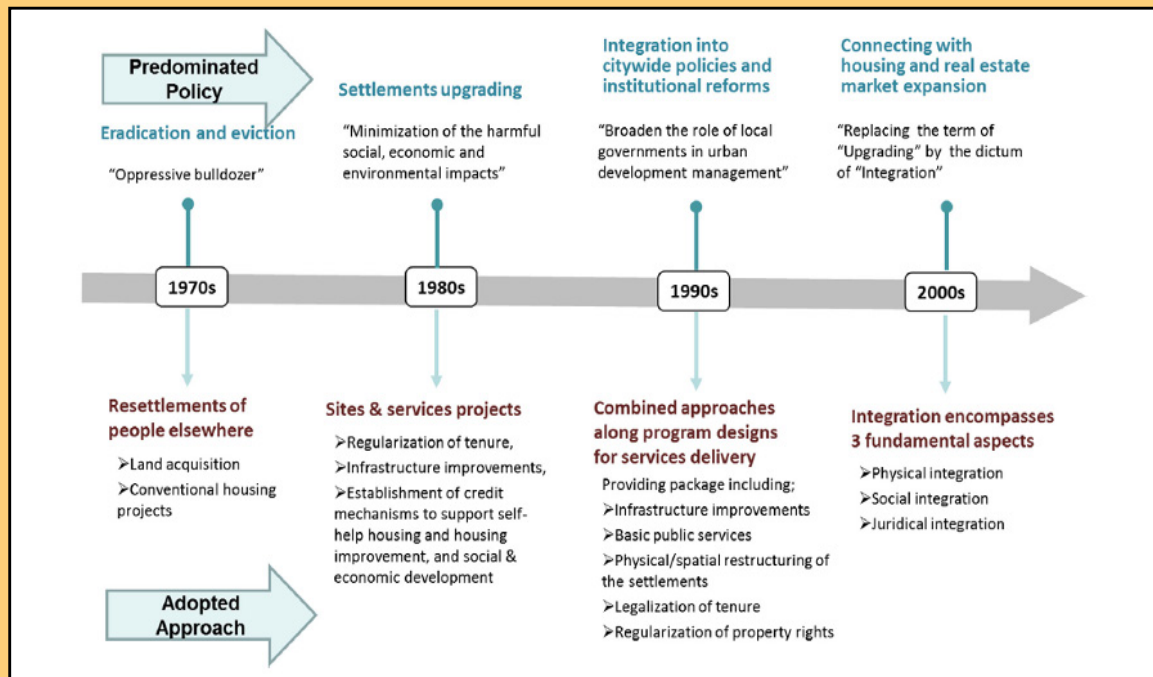 Predominated
Policy
Eradication and eviction
"Oppressive bulldozer"
Settlements upgrading
"Minimization of the harmful
social, economic and
environmental impacts"
Integration into
citywide policies and
institutional reforms
"Broaden the role of local
governments in urban
development management"
Connecting with
housing and real estate
market expansion
"Replacing the term of
"Upgrading" by the dictum
of "Integration"
1970s
1980s
1990s
2000s
Resettlements of
people elsewhere
➤Land acquisition
➤Conventional housing
projects
Sites & services projects
➤Regularization of tenure,
➤Infrastructure improvements,
➤Establishment of credit
mechanisms to support self-
help housing and housing
improvement, and social &
economic development
Combined approaches
along program designs
for services delivery
Providing package including;
➤Infrastructure improvements
➤Basic public services
➤Physical/spatial restructuring of
the settlements
➤Legalization of tenure
➤Regularization of property rights
Integration encompasses
3 fundamental aspects
➤Physical integration
➤Social integration
➤Juridical integration
Adopted
Approach